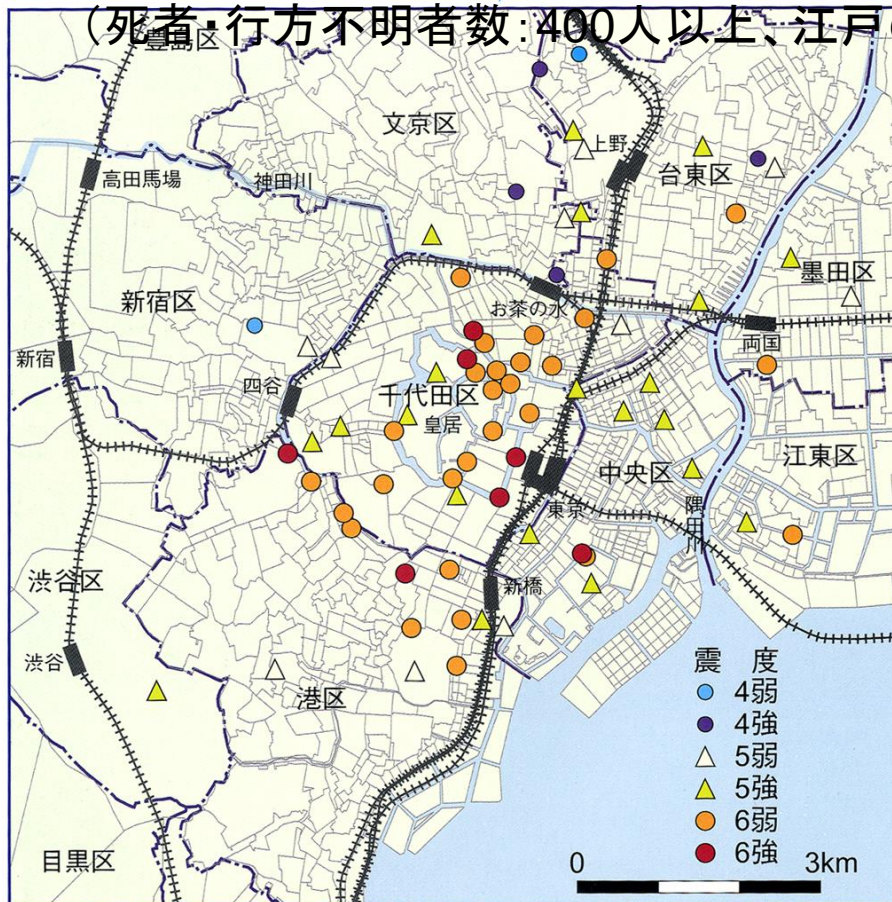 (死者・行方不明者数:400人以上、江戸
豊島区
文京区
上野
台東区
高田馬場
神田川
墨田区
新宿区
お茶の水
両国
新宿
四谷
千代田区
皇居
中央区
江東区
隅田川
東京
渋谷区
新橋
渋谷
港区
目黒区
震 度
4弱
4強
5弱
5強
6弱
6強
0 3km